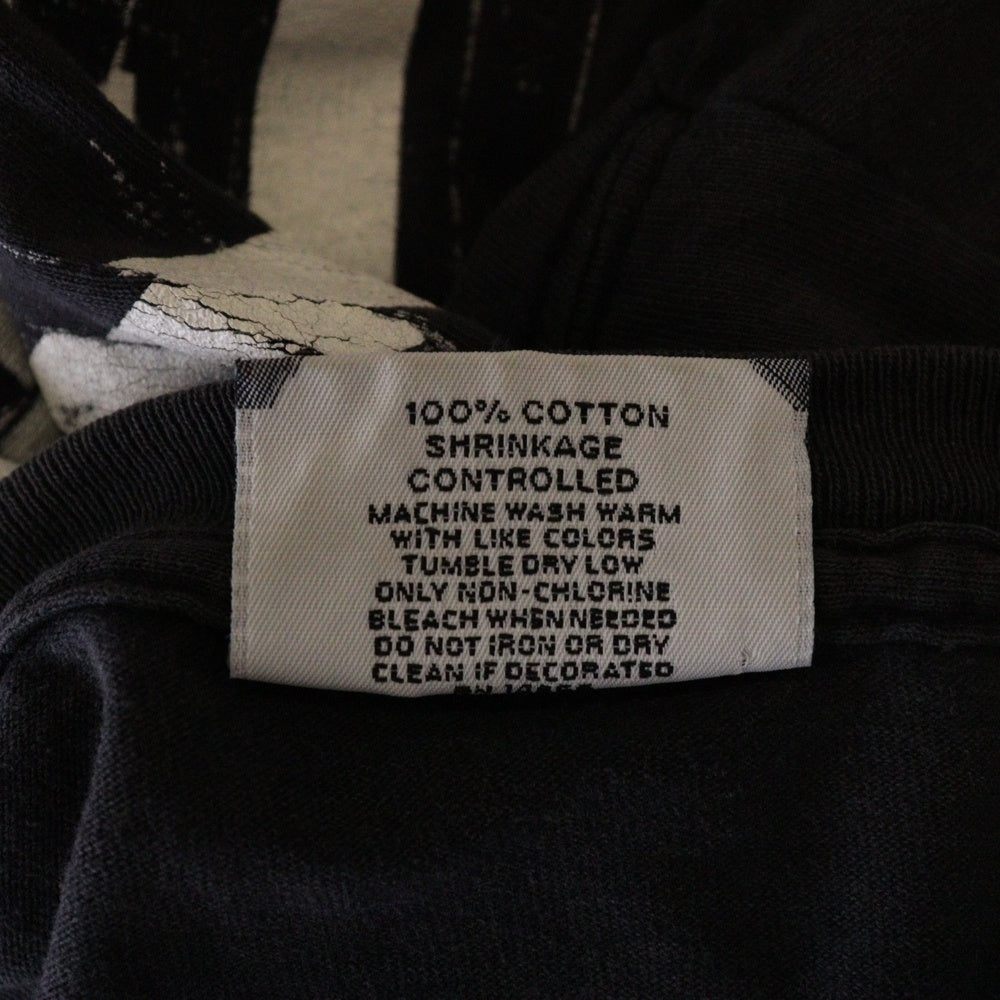 100% COTTON
SHRINKAGE
CONTROLLED
MACHINE WASH WARM
WITH LIKE COLORS
TUMBLE DRY LOW
ONLY NON-CHLORINE
BLEACH WHEN NEEDED
DO NOT IRON OR DRY
CLEAN IF DECORATED